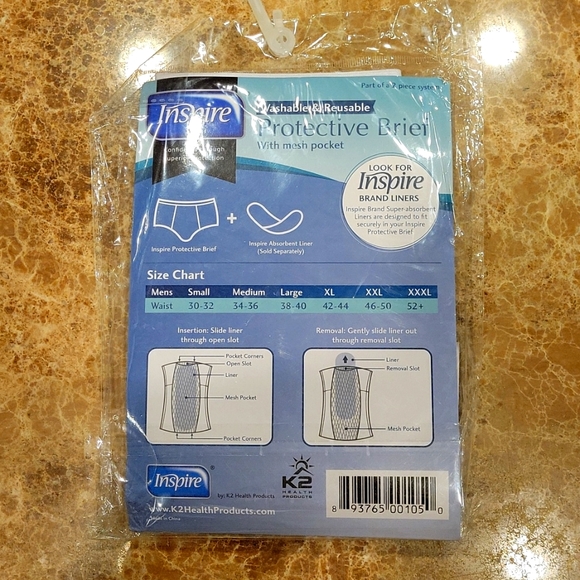 Part of a 2 piece system
Inspire
Washable & Reusable
Protective Brief
With mesh pocket
LOOK FOR
Inspire
BRAND LINERS
Inspire Brand Super-absorbent
Liners are designed to fit
securely in your Inspire
Protective Brief
+
Inspire Protective Brief
Inspire Absorbent Liner
(Sold Separately)
Size Chart
Mens Small Medium Large XL XXL XXXL
Waist 30-32 34-36 38-40 42-44 46-50 52+
Insertion: Slide liner
through open slot
Removal: Gently slide liner out
through removal slot
Pocket Corners
Open Slot
Liner
Mesh Pocket
Pocket Corners
Liner
Removal Slot
Mesh Pocket
Inspire®
by: K2 Health Products
www.K2HealthProducts.com
Made in China
K2
HEALTH
PRODUCTS
8 93765 00105 0